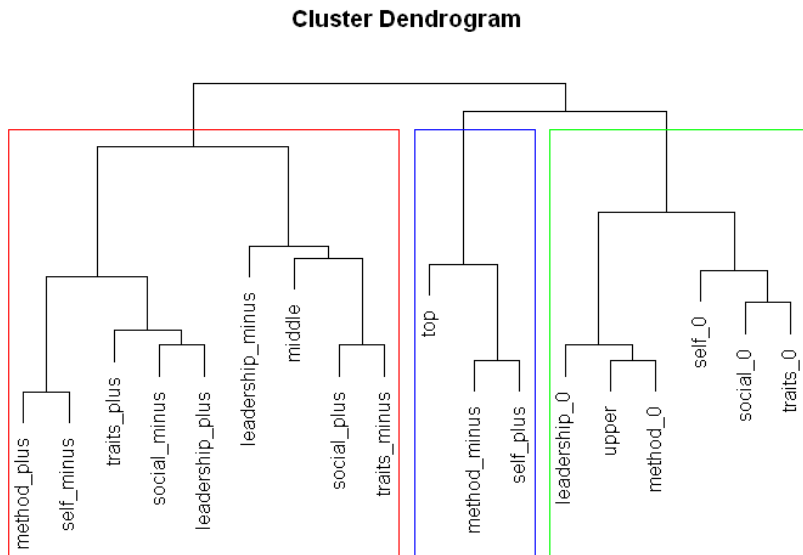 Cluster Dendrogram
method_plus
self_minus
traits_plus
social_minus
leadership_plus
leadership_minus
middle
social_plus
traits_minus
top
method_minus
self_plus
leadership_0
upper
method_0
self_0
social_0
traits_0